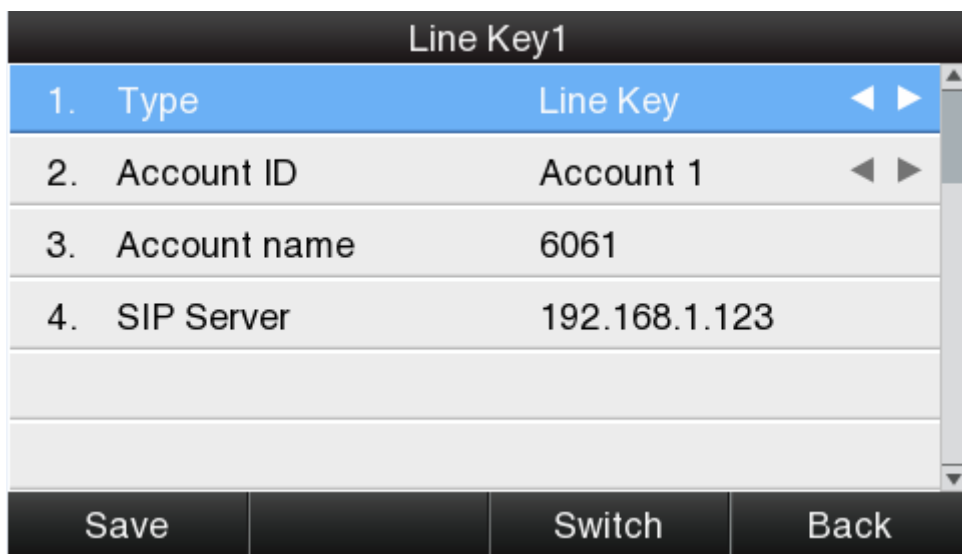 Line Key1
1. Type Line Key
2. Account ID Account 1
3. Account name 6061
4. SIP Server 192.168.1.123
Save Switch Back